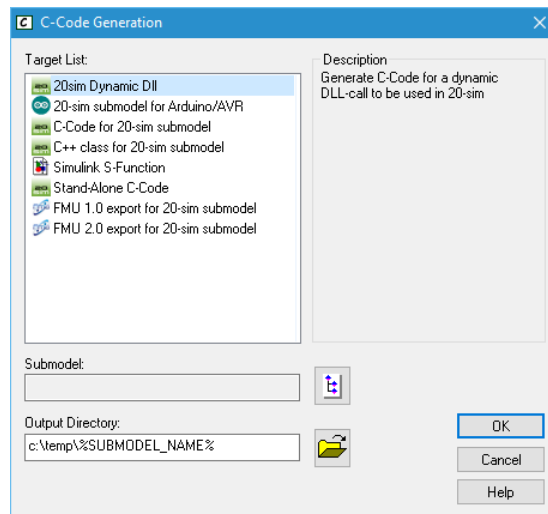 C-Code Generation
Target List:
20sim Dynamic Dll
20-sim submodel for Arduino/AVR
C-Code for 20-sim submodel
C++ class for 20-sim submodel
Simulink S-Function
Stand-Alone C-Code
FMU 1.0 export for 20-sim submodel
FMU 2.0 export for 20-sim submodel
Description
Generate C-Code for a dynamic
DLL-call to be used in 20-sim
Submodel:
Output Directory:
c:\temp\%SUBMODEL_NAME%
OK
Cancel
Help